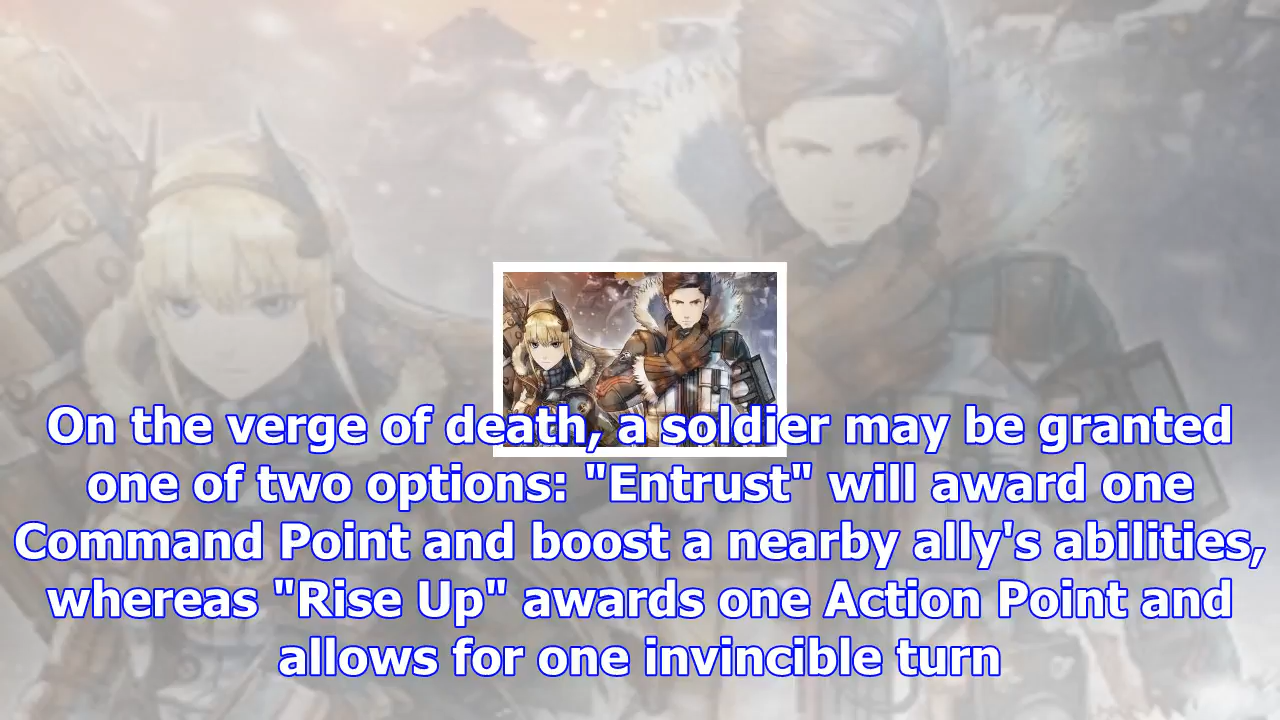 On the verge of death, a soldier may be granted
one of two options: "Entrust" will award one
Command Point and boost a nearby ally's abilities,
whereas "Rise Up" awards one Action Point and
allows for one invincible turn